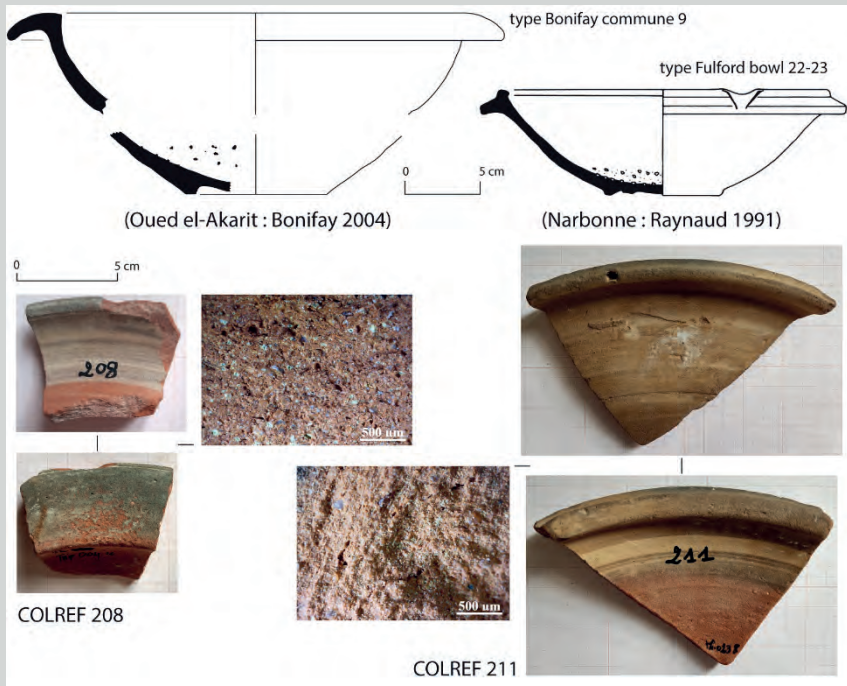 type Bonifay commune 9
type Fulford bowl 22-23
0 5 cm
(Oued el-Akarit : Bonifay 2004)
(Narbonne : Raynaud 1991)
0 5 cm
208
500 um
500 um
211
COLREF 208
COLREF 211